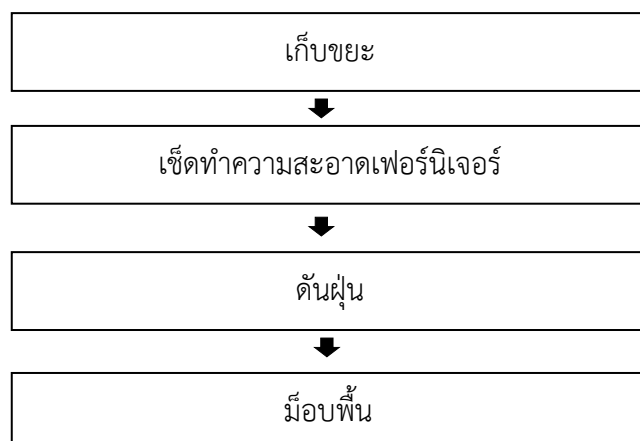 เก็บขยะ
เช็ดทำความสะอาดเฟอร์นิเจอร์
ดันฝุ่น
ม็อบพื้น